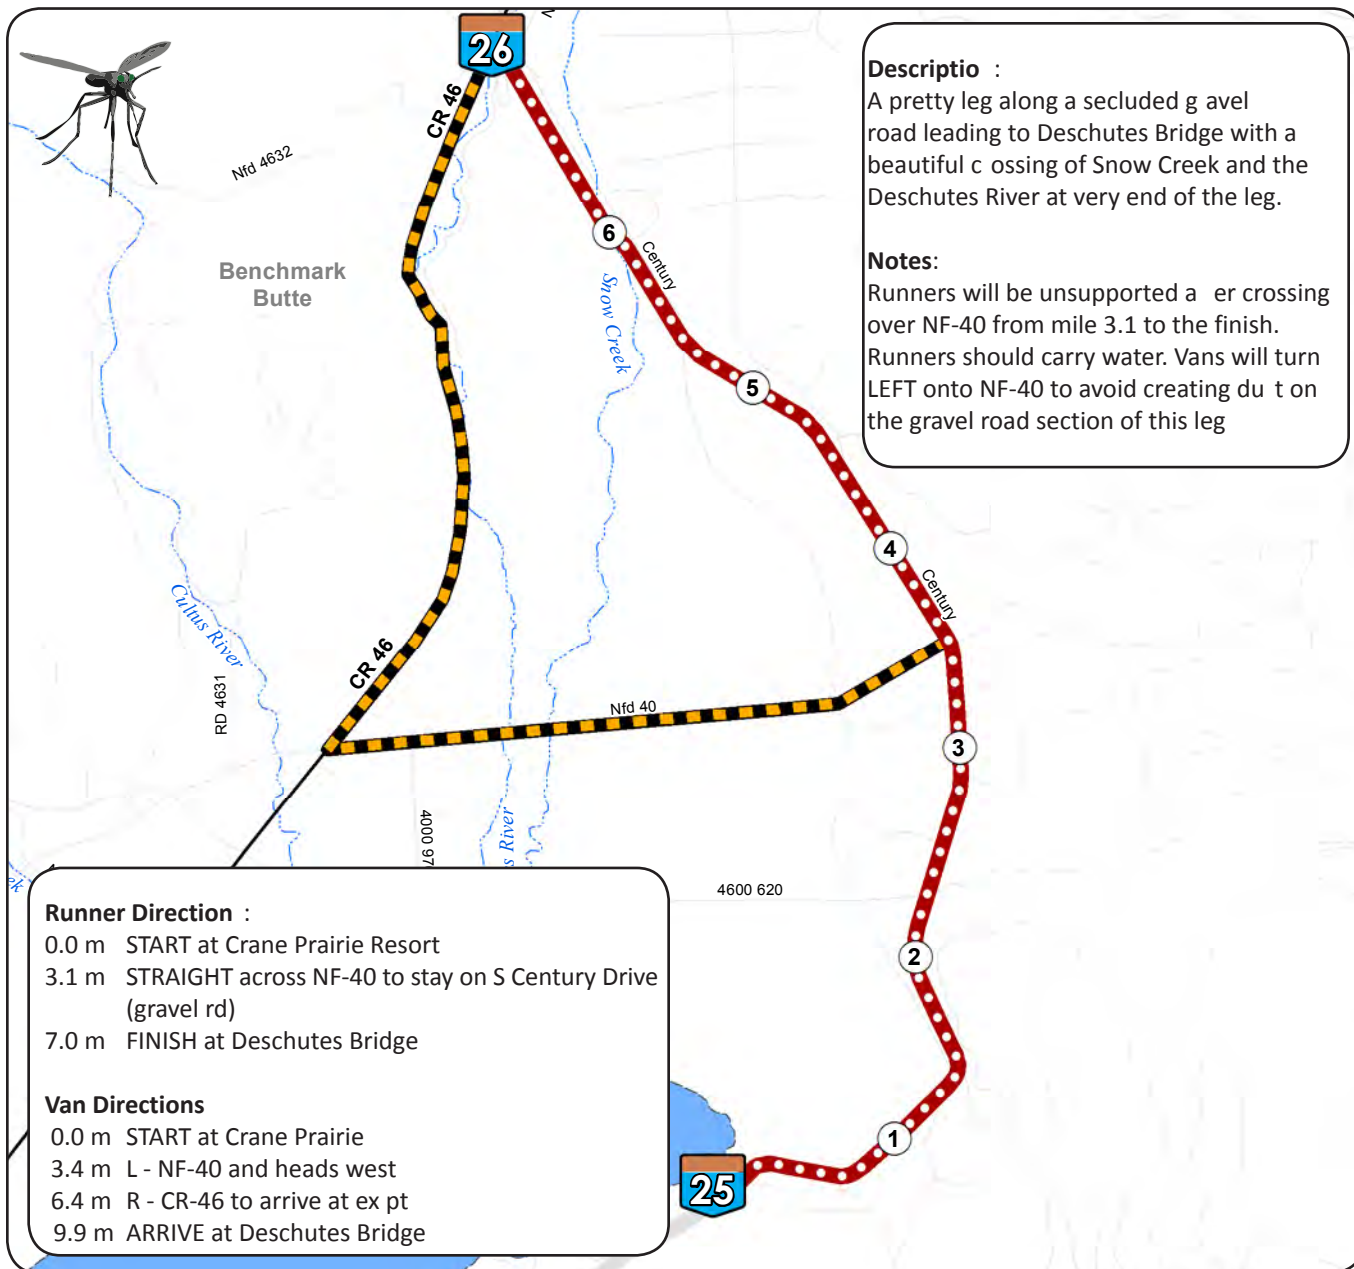 26
CR 46
Nfd 4632
Benchmark
Butte
6
Century
Snow Creek
5
4
Century
Cultus River
RD 4631
CR 46
Nfd 40
3
4000 97
s River
ek
4600 620
2
1
25
Descriptio :
A pretty leg along a secluded g avel
road leading to Deschutes Bridge with a
beautiful c ossing of Snow Creek and the
Deschutes River at very end of the leg.
Notes:
Runners will be unsupported a er crossing
over NF-40 from mile 3.1 to the finish.
Runners should carry water. Vans will turn
LEFT onto NF-40 to avoid creating du t on
the gravel road section of this leg
Runner Direction :
0.0 m START at Crane Prairie Resort
3.1 m STRAIGHT across NF-40 to stay on S Century Drive
(gravel rd)
7.0 m FINISH at Deschutes Bridge
Van Directions
0.0 m START at Crane Prairie
3.4 m L - NF-40 and heads west
6.4 m R - CR-46 to arrive at ex pt
9.9 m ARRIVE at Deschutes Bridge